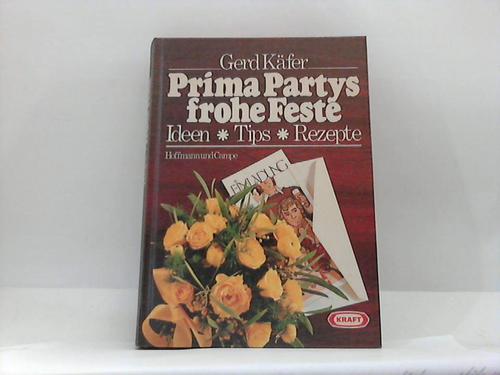 Gerd Käfer
Prima Partys
frohe Feste
Ideen * Tips * Rezepte
Hoffmann und Campe
EINLADUNG
KRAFT